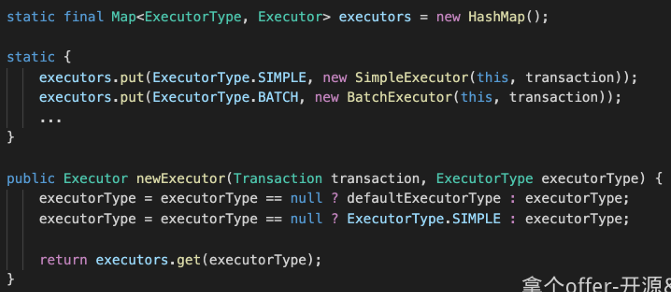 static final Map<ExecutorType, Executor> executors = new HashMap();
static {
executors.put(ExecutorType.SIMPLE, new SimpleExecutor(this, transaction));
executors.put(ExecutorType.BATCH, new BatchExecutor(this, transaction));
...
}
public Executor newExecutor(Transaction transaction, ExecutorType executorType) {
executorType = executorType == null ? defaultExecutorType : executorType;
executorType = executorType == null ? ExecutorType.SIMPLE : executorType;
return executors.get(executorType);
}
拿个offer-开源&